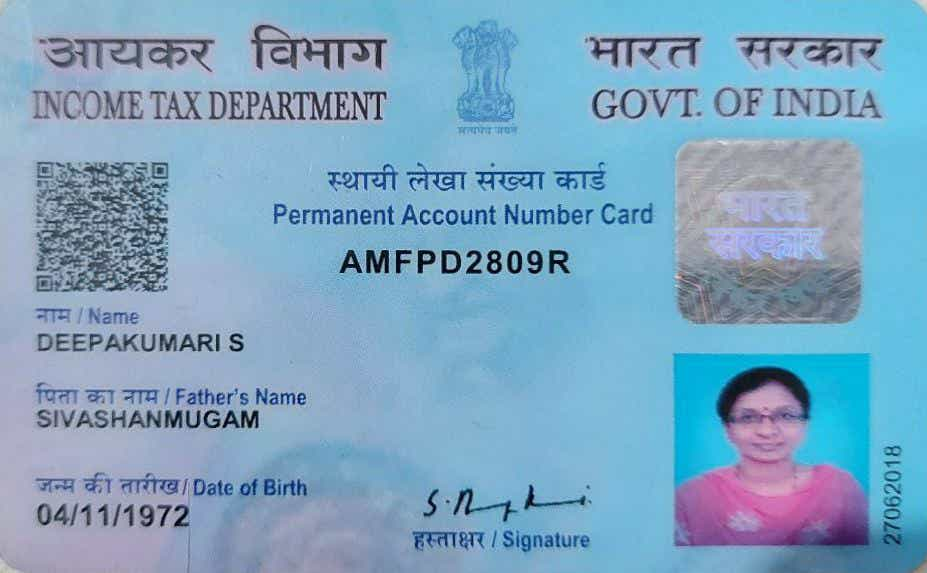 आयकर विभाग
INCOME TAX DEPARTMENT
सत्यमेव जयते
भारत सरकार
GOVT. OF INDIA
स्थायी लेखा संख्या कार्ड
Permanent Account Number Card
AMFPD2809R
भारत
सरकार
नाम / Name
DEEPAKUMARI S
पिता का नाम / Father's Name
SIVASHANMUGAM
जन्म की तारीख / Date of Birth
04/11/1972
हस्ताक्षर / Signature
27062018